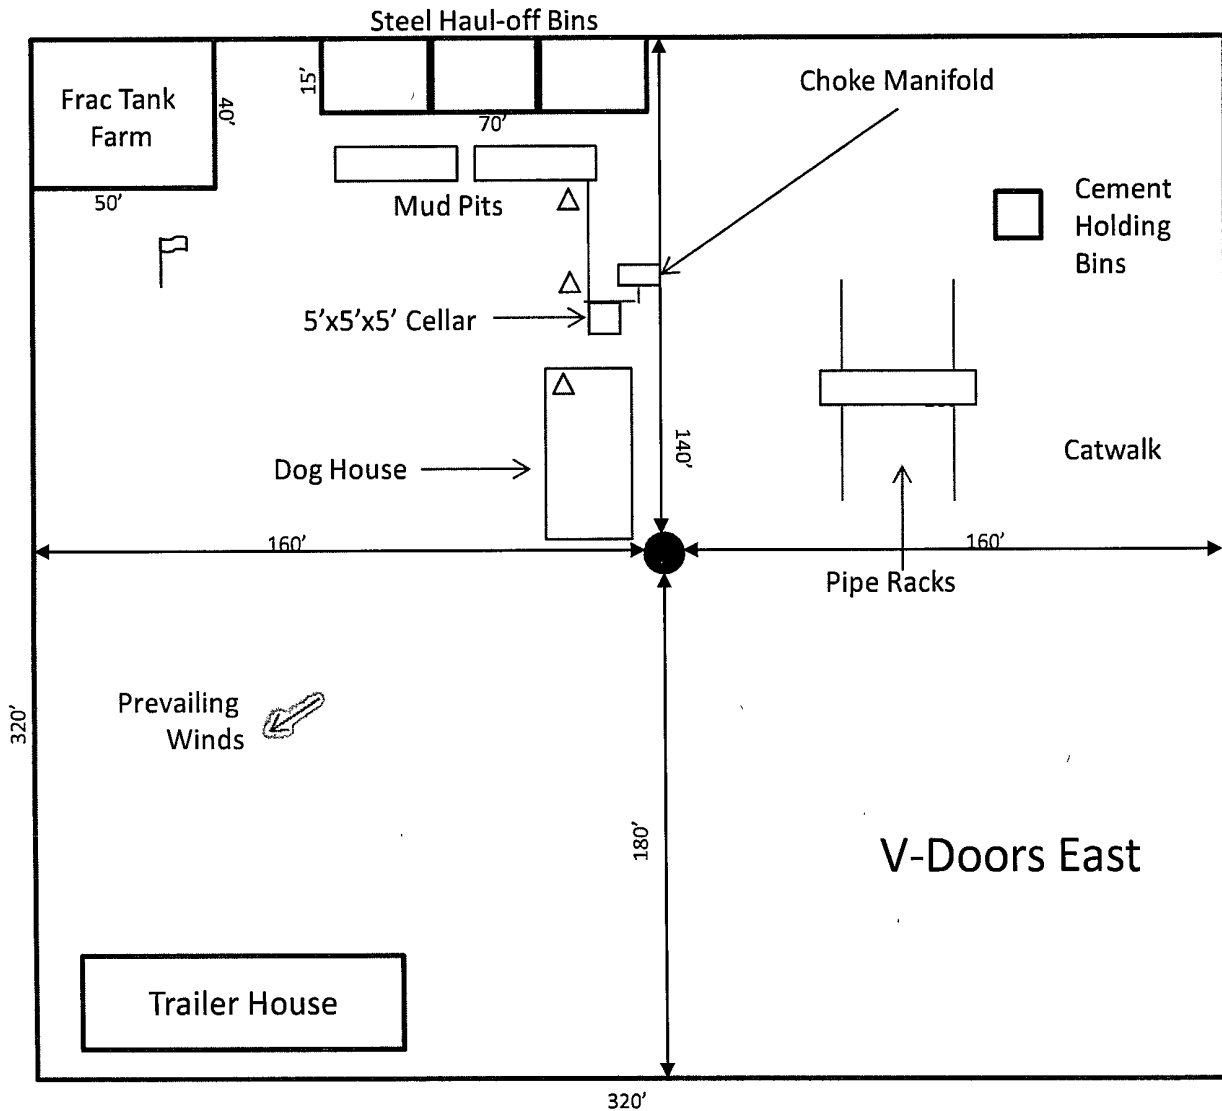 Steel Haul-off Bins
Frac Tank
Farm
40'
50'
15'
70'
Choke Manifold
Mud Pits
Cement
Holding
Bins
5'x5'x5' Cellar
140'
Dog House
Catwalk
160'
160'
Pipe Racks
Prevailing
Winds
320'
180'
V-Doors East
Trailer House
320'